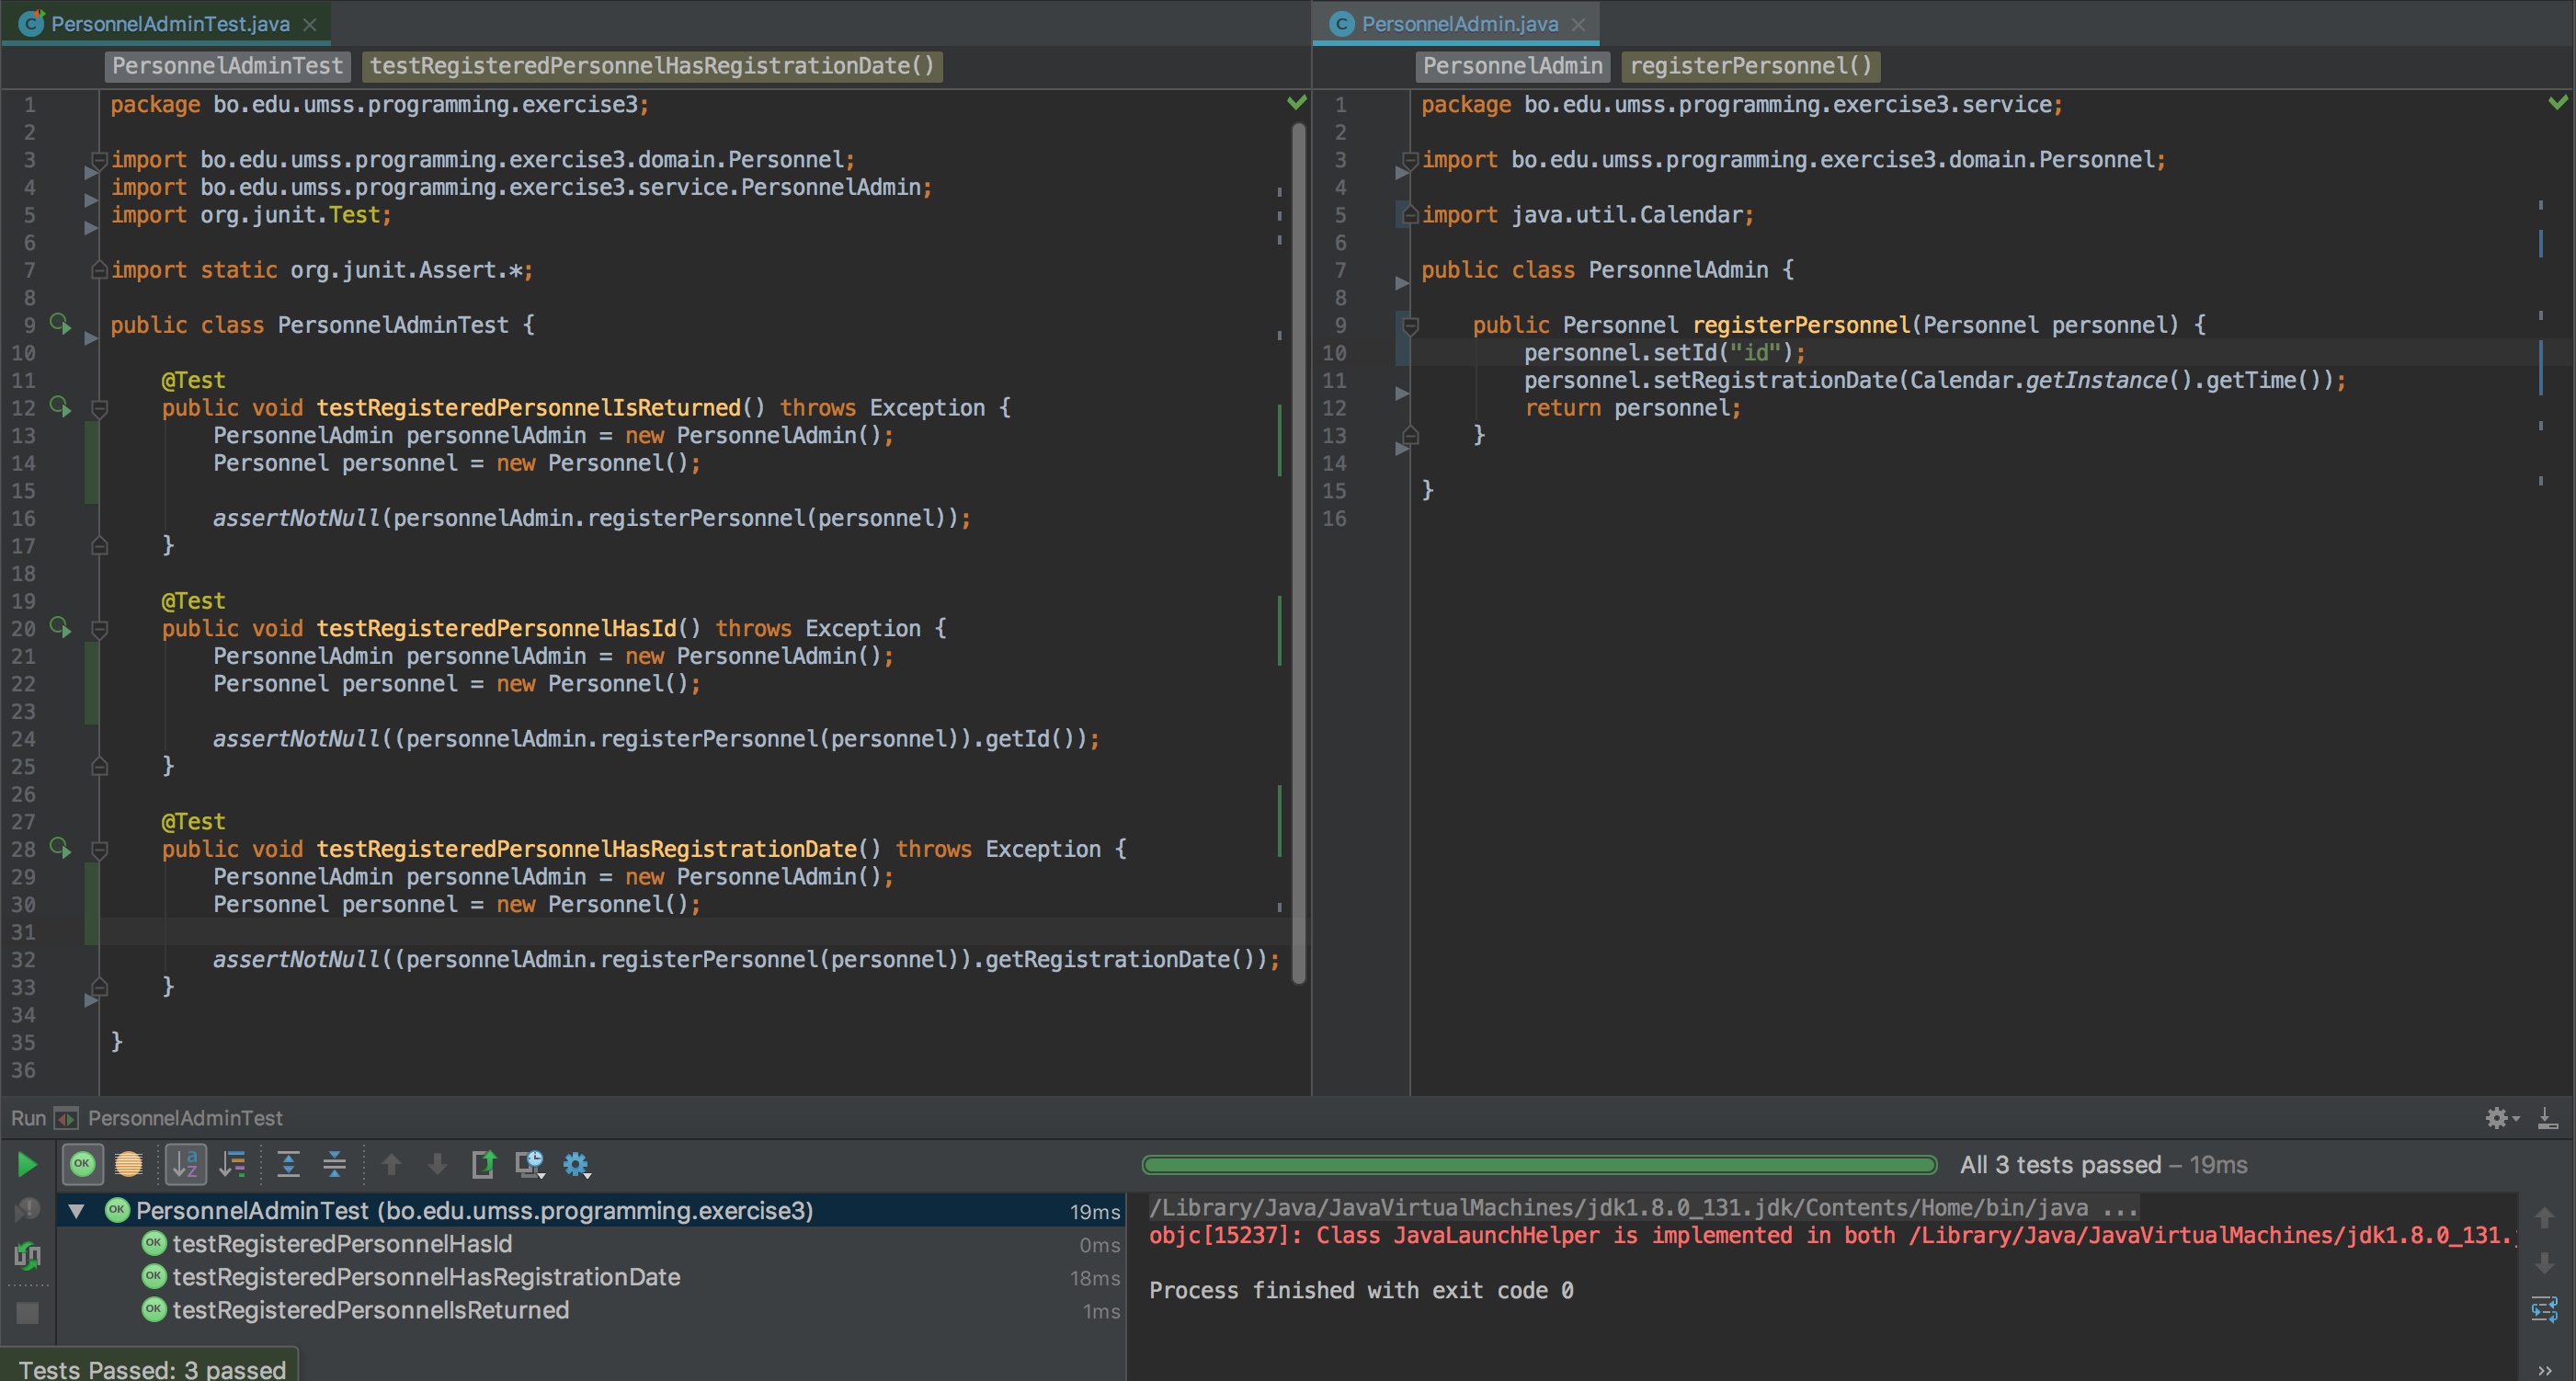 PersonnelAdminTest.java
PersonnelAdminTest testRegisteredPersonnelHasRegistrationDate()
1 package bo.edu.umss.programming.exercise3;
2
3 import bo.edu.umss.programming.exercise3.domain.Personnel;
4 import bo.edu.umss.programming.exercise3.service.PersonnelAdmin;
5 import org.junit.Test;
6
7 import static org.junit.Assert.*;
8
9 public class PersonnelAdminTest {
10
11 @Test
12 public void testRegisteredPersonnelIsReturned() throws Exception {
13 PersonnelAdmin personnelAdmin = new PersonnelAdmin();
14 Personnel personnel = new Personnel();
15
16 assertNotNull(personnelAdmin.registerPersonnel(personnel));
17 }
18
19 @Test
20 public void testRegisteredPersonnelHasId() throws Exception {
21 PersonnelAdmin personnelAdmin = new PersonnelAdmin();
22 Personnel personnel = new Personnel();
23
24 assertNotNull((personnelAdmin.registerPersonnel(personnel)).getId());
25 }
26
27 @Test
28 public void testRegisteredPersonnelHasRegistrationDate() throws Exception {
29 PersonnelAdmin personnelAdmin = new PersonnelAdmin();
30 Personnel personnel = new Personnel();
31
32 assertNotNull((personnelAdmin.registerPersonnel(personnel)).getRegistrationDate());
33 }
34
35 }
36
PersonnelAdmin.java
PersonnelAdmin registerPersonnel()
1 package bo.edu.umss.programming.exercise3.service;
2
3 import bo.edu.umss.programming.exercise3.domain.Personnel;
4
5 import java.util.Calendar;
6
7 public class PersonnelAdmin {
8
9 public Personnel registerPersonnel(Personnel personnel) {
10 personnel.setId("id");
11 personnel.setRegistrationDate(Calendar.getInstance().getTime());
12 return personnel;
13 }
14
15 }
16
Run PersonnelAdminTest
All 3 tests passed – 19ms
OK PersonnelAdminTest (bo.edu.umss.programming.exercise3) 19ms
OK testRegisteredPersonnelHasId 0ms
OK testRegisteredPersonnelHasRegistrationDate 18ms
OK testRegisteredPersonnelIsReturned 1ms
Tests Passed: 3 passed
/Library/Java/JavaVirtualMachines/jdk1.8.0_131.jdk/Contents/Home/bin/java ...
objc[15237]: Class JavaLaunchHelper is implemented in both /Library/Java/JavaVirtualMachines/jdk1.8.0_131.
Process finished with exit code 0